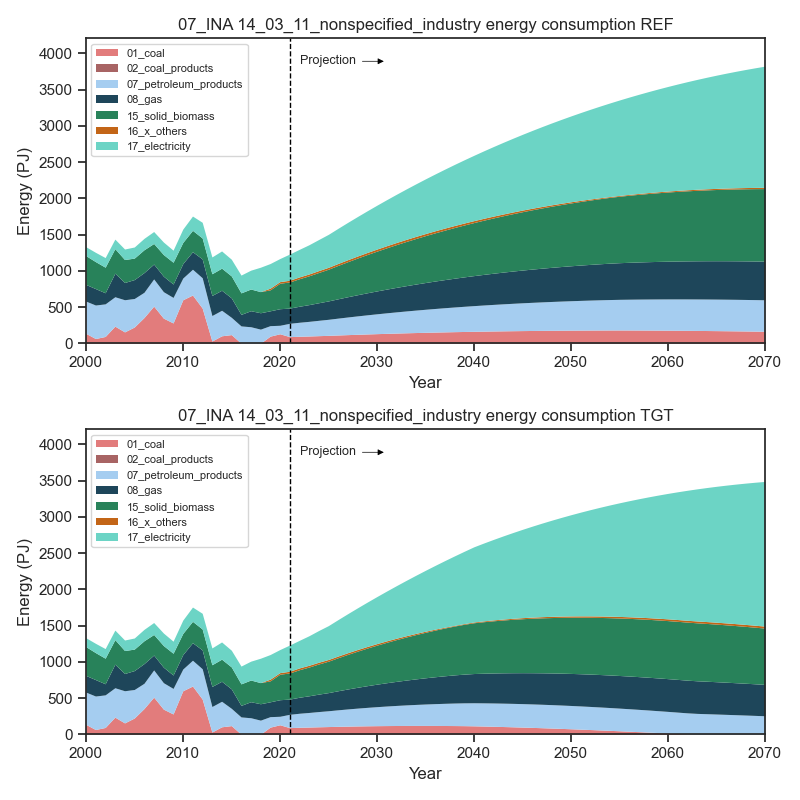 07_INA 14_03_11_nonspecified_industry energy consumption REF
Energy (PJ)
4000
3500
3000
2500
2000
1500
1000
500
0
01_coal
02_coal_products
07_petroleum_products
08_gas
15_solid_biomass
16_x_others
17_electricity
Projection
2000 2010 2020 2030 2040 2050 2060 2070
Year
07_INA 14_03_11_nonspecified_industry energy consumption TGT
Energy (PJ)
4000
3500
3000
2500
2000
1500
1000
500
0
01_coal
02_coal_products
07_petroleum_products
08_gas
15_solid_biomass
16_x_others
17_electricity
Projection
2000 2010 2020 2030 2040 2050 2060 2070
Year